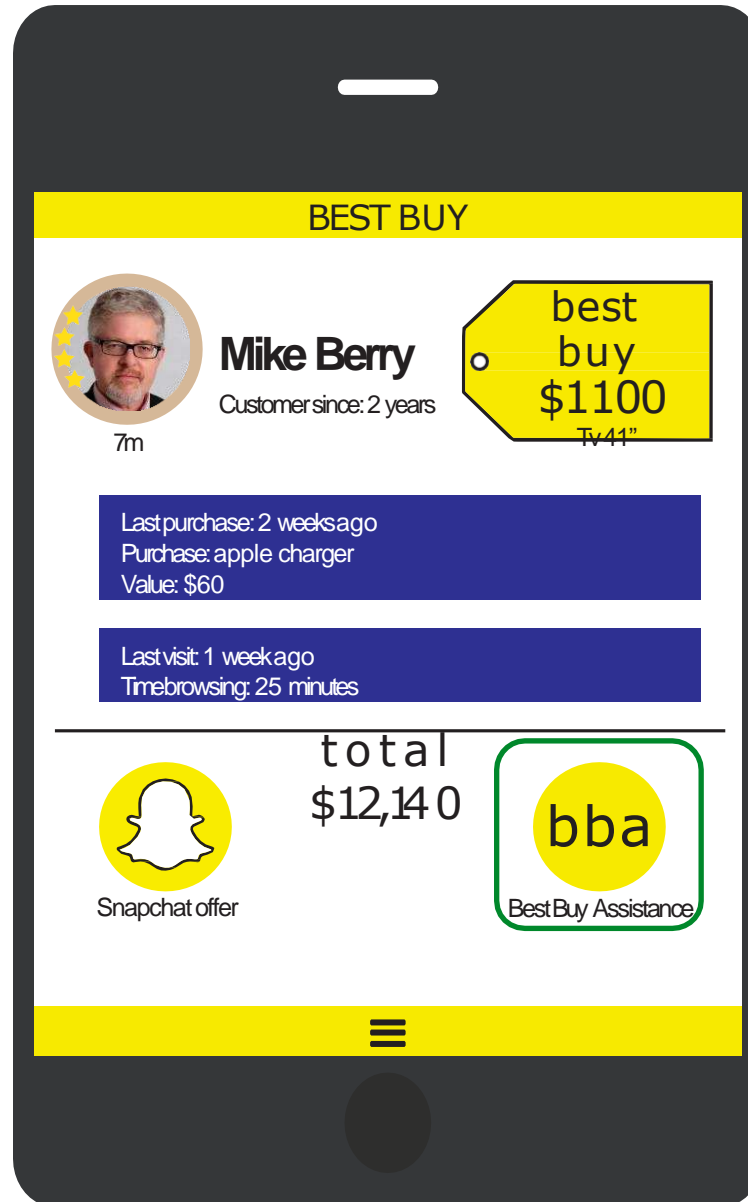 BEST BUY
Mike Berry
Customer since: 2 years
7m
best
buy
$1100
Tv 41”
Last purchase: 2 weeks ago
Purchase: apple charger
Value: $60
Last visit: 1 week ago
Time browsing: 25 minutes
total
$12,140
Snapchat offer
bba
Best Buy Assistance